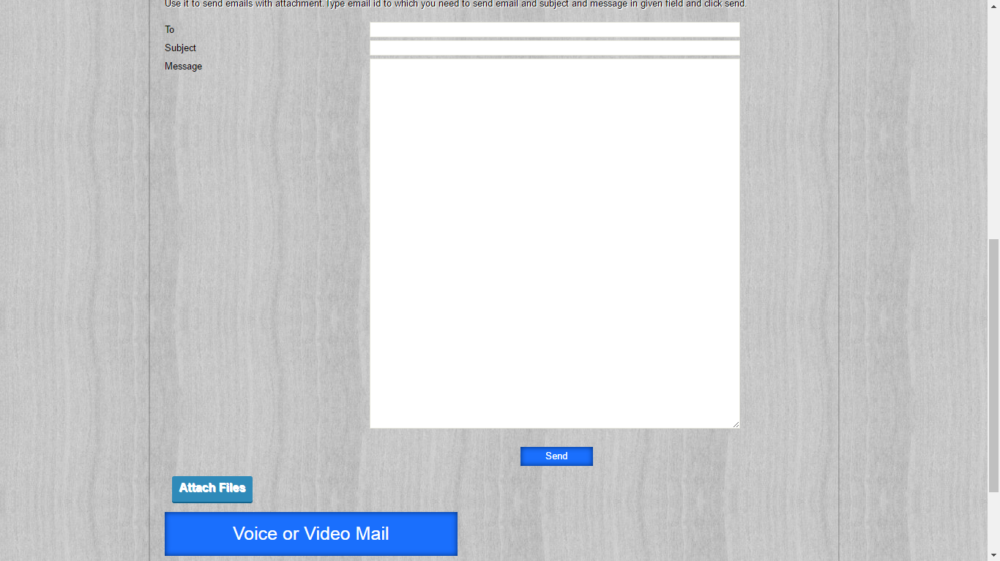 Use it to send emails with attachment.Type email id to which you need to send email and subject and message in given field and click send.
To
Subject
Message
Send
Attach Files
Voice or Video Mail